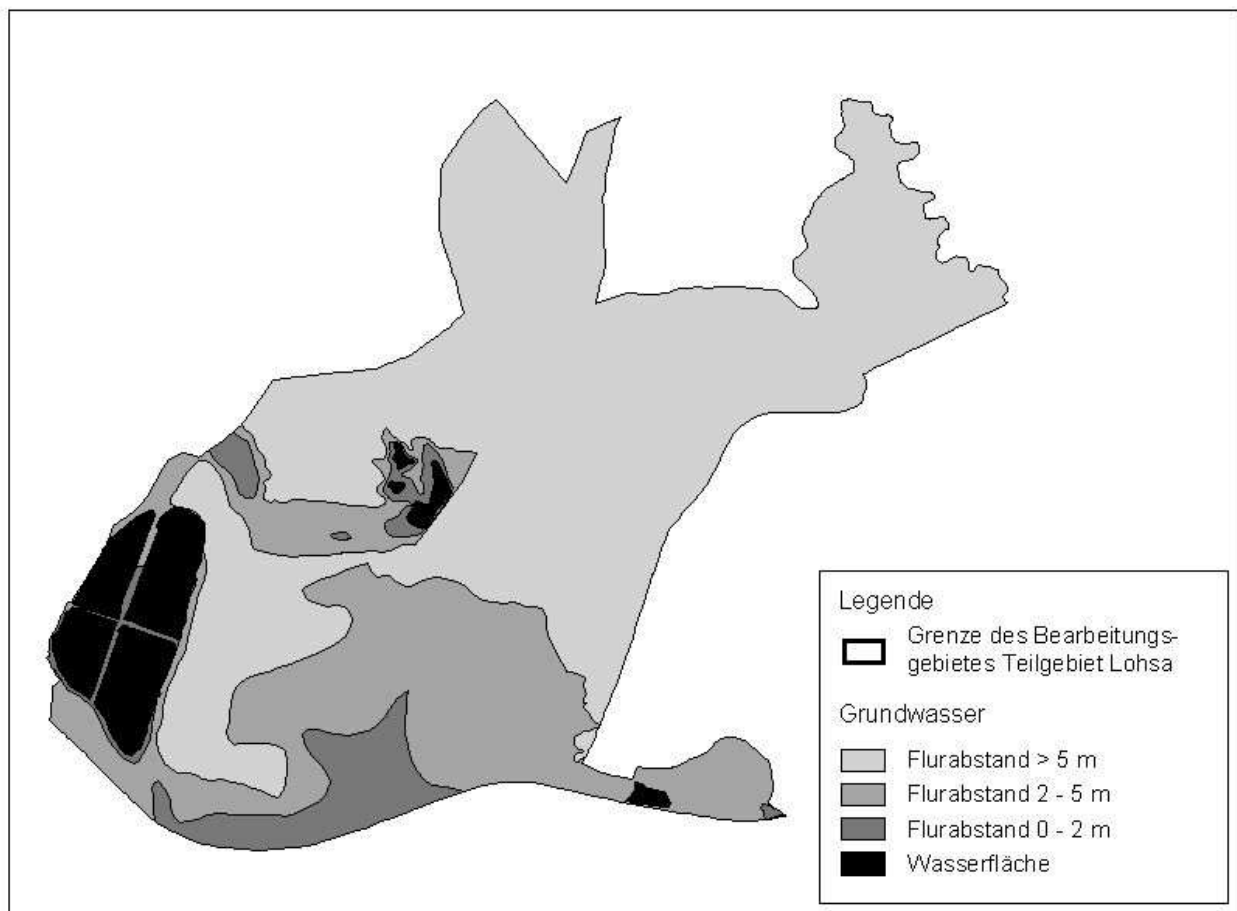 Legende
Grenze des Bearbeitungs-
gebietes Teilgebiet Lohsa
Grundwasser
Flurabstand > 5 m
Flurabstand 2 - 5 m
Flurabstand 0 - 2 m
Wasserfläche